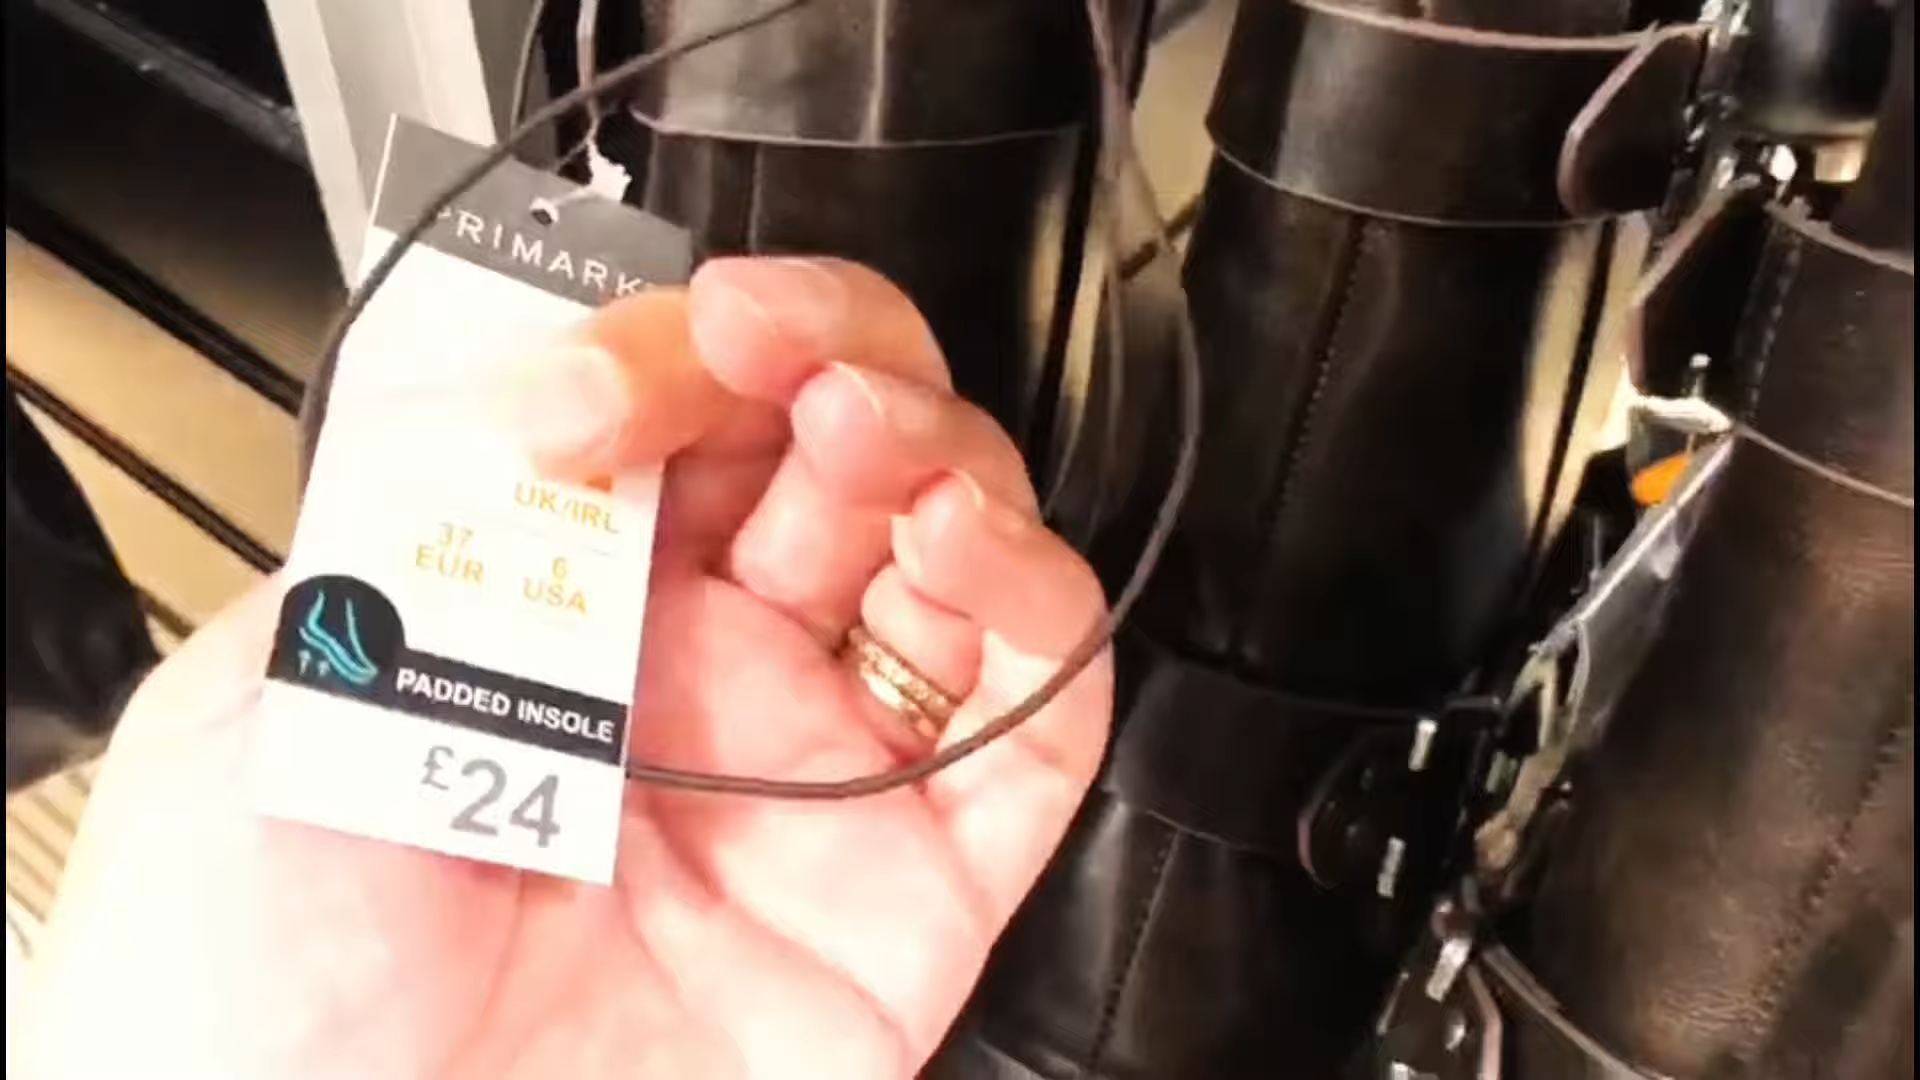 PRIMARK
UK/IRL
37 6
EUR USA
PADDED INSOLE
£24